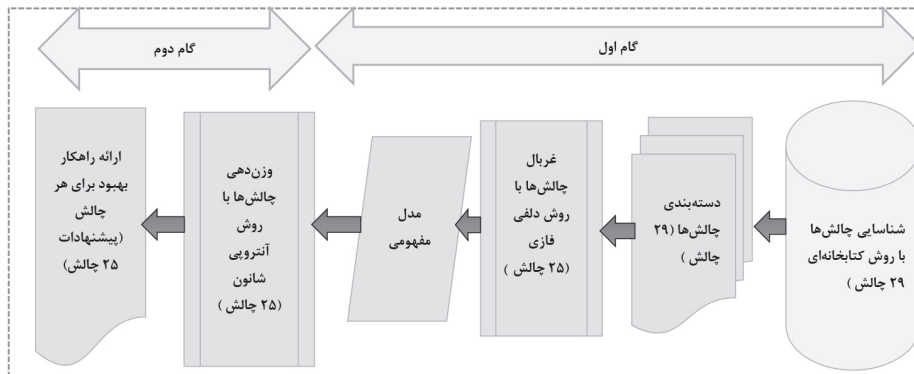 گام اول
گام دوم
شناسایی چالش‌ها
با روش کتابخانه‌ای
۲۹ چالش )
دسته‌بندی
چالش‌ها (۲۹
چالش )
غربال
چالش‌ها با
روش دلفی
فازی
(۲۵ چالش )
مدل
مفهومی
وزن‌دهی
چالش‌ها با
روش
آنتروپی
شانون
(۲۵ چالش )
ارائه راهکار
بهبود برای هر
چالش
(پیشنهادات
۲۵ چالش)